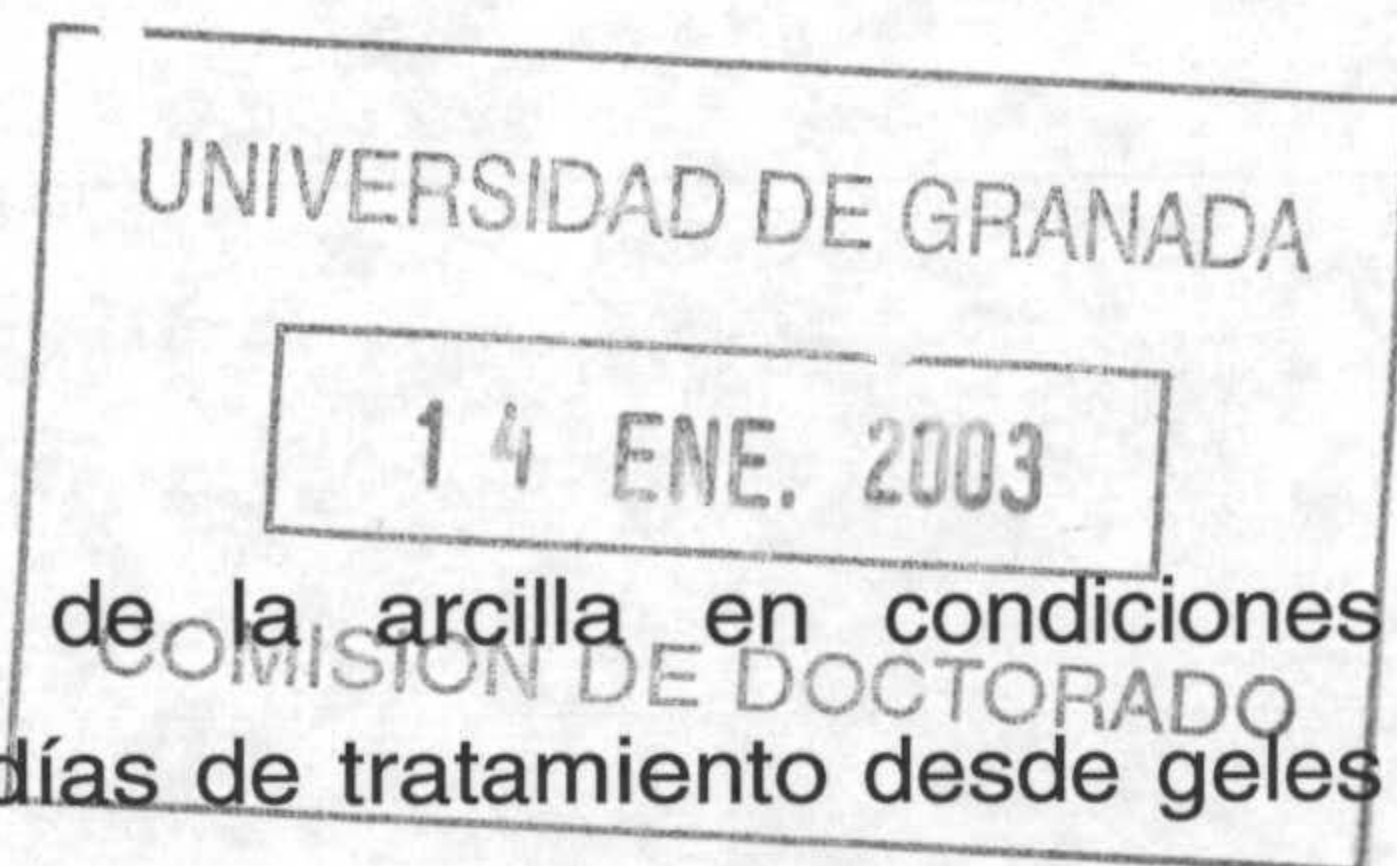 UNIVERSIDAD DE GRANADA
14 ENE. 2003
de la arcilla en condiciones
COMISION DE DOCTORADO
días de tratamiento desde geles